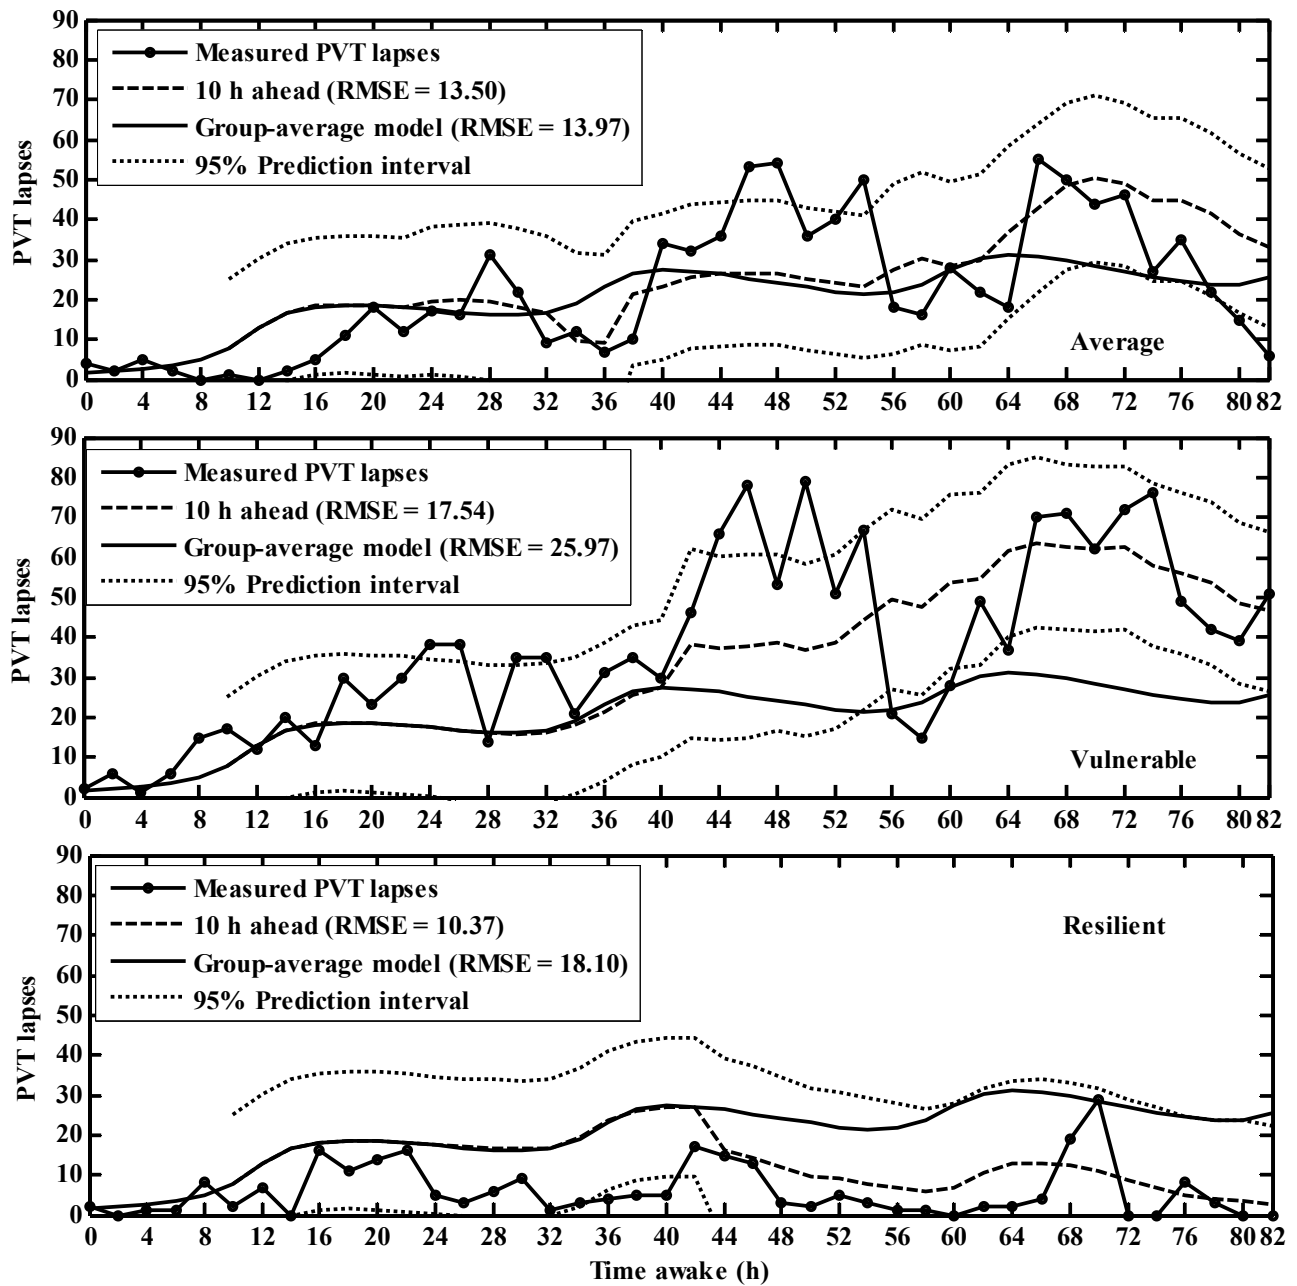 90
80
70
60
50
40
30
20
10
0
PVT lapses
Measured PVT lapses
10 h ahead (RMSE = 13.50)
Group-average model (RMSE = 13.97)
95% Prediction interval
Average
0 4 8 12 16 20 24 28 32 36 40 44 48 52 56 60 64 68 72 76 80 82
90
80
70
60
50
40
30
20
10
0
PVT lapses
Measured PVT lapses
10 h ahead (RMSE = 17.54)
Group-average model (RMSE = 25.97)
95% Prediction interval
Vulnerable
0 4 8 12 16 20 24 28 32 36 40 44 48 52 56 60 64 68 72 76 80 82
90
80
70
60
50
40
30
20
10
0
PVT lapses
Measured PVT lapses
10 h ahead (RMSE = 10.37)
Group-average model (RMSE = 18.10)
95% Prediction interval
Resilient
0 4 8 12 16 20 24 28 32 36 40 44 48 52 56 60 64 68 72 76 80 82
Time awake (h)